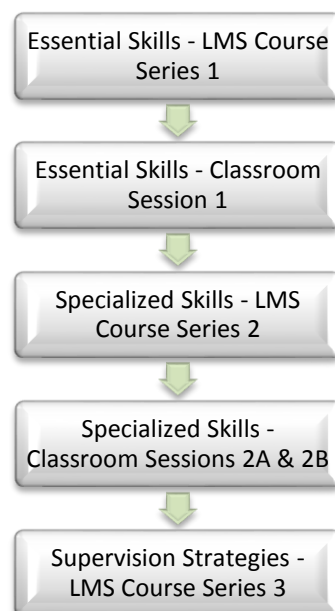 Essential Skills - LMS Course
Series 1
Essential Skills - Classroom
Session 1
Specialized Skills - LMS
Course Series 2
Specialized Skills -
Classroom Sessions 2A & 2B
Supervision Strategies -
LMS Course Series 3